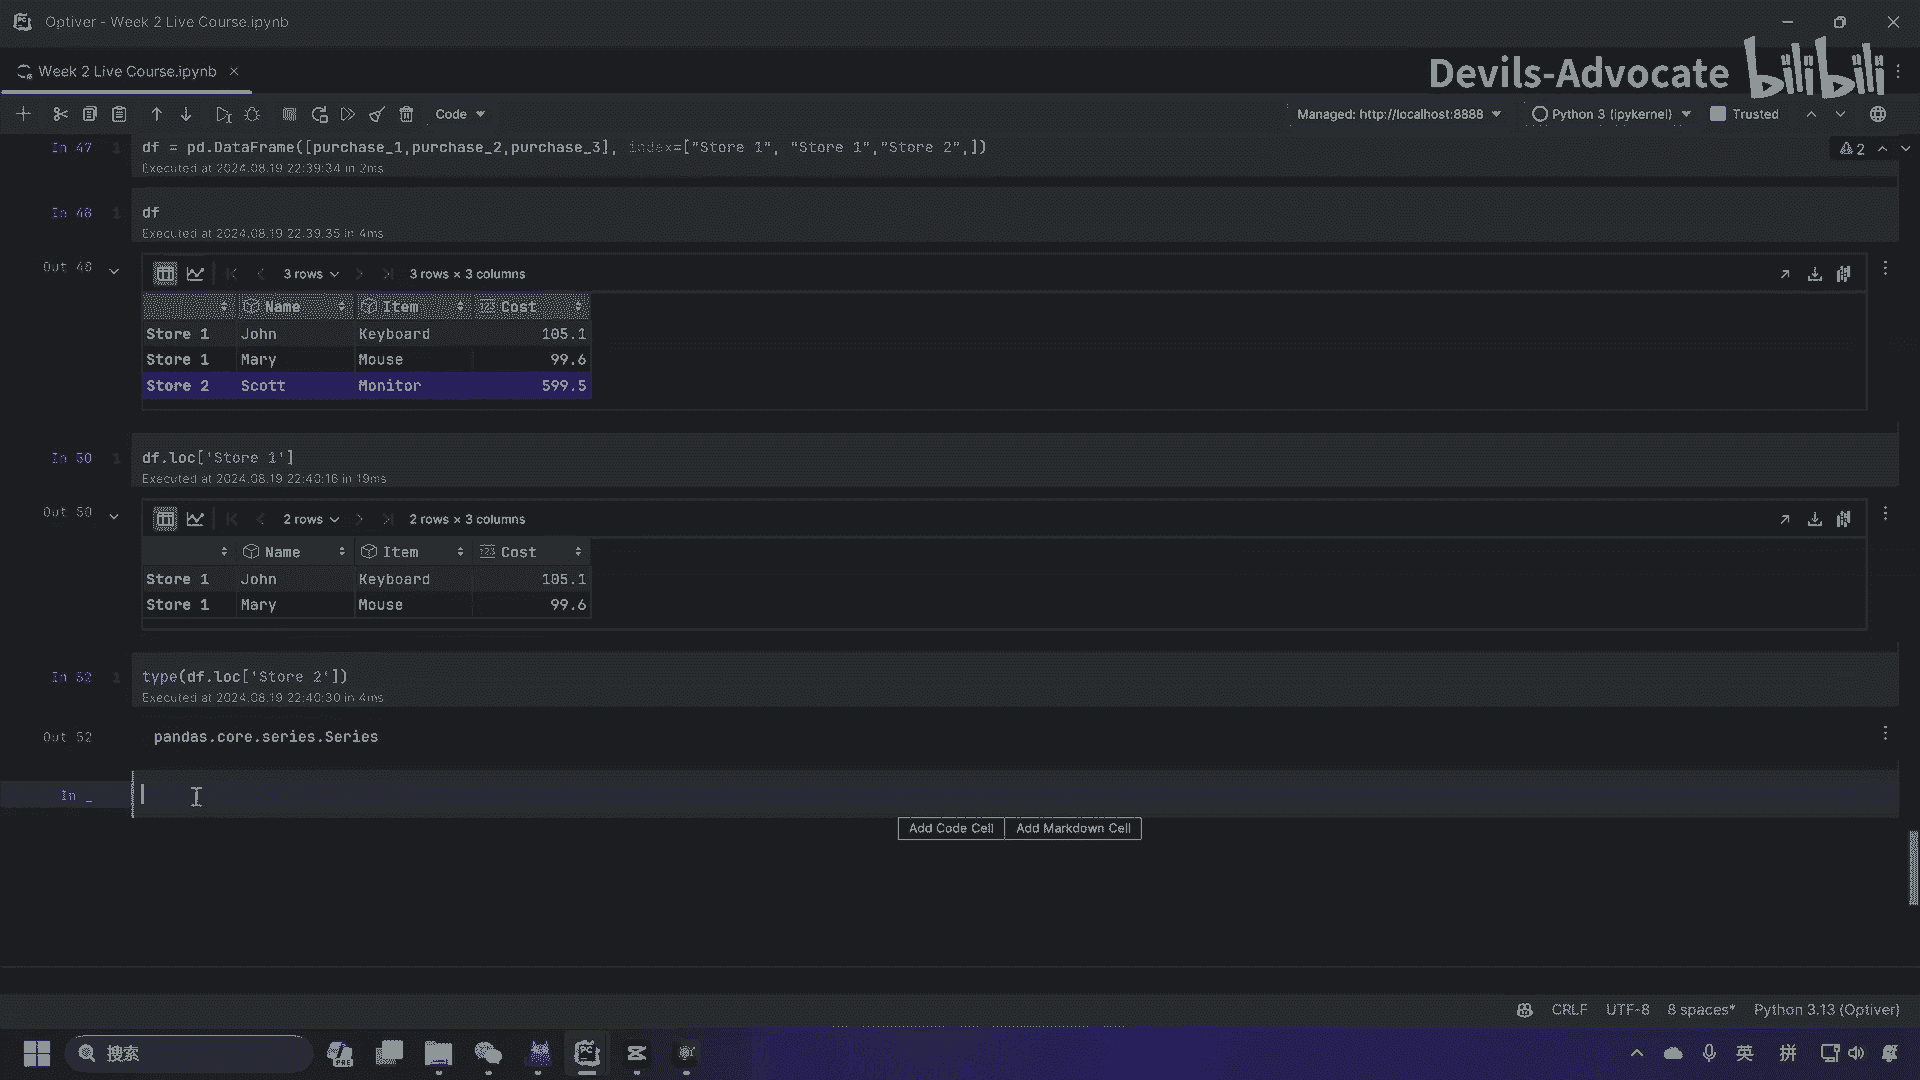 Optiver - Week 2 Live Course.ipynb
Week 2 Live Course.ipynb
Devils-Advocate bilibili
Code
Managed: http://localhost:8888
Python 3 (ipykernel)
Trusted
In 47 1 df = pd.DataFrame([purchase_1,purchase_2,purchase_3], index=["Store 1", "Store 1","Store 2",])
2
Executed at 2024.08.19 22:39:34 in 2ms
In 48 1 df
Executed at 2024.08.19 22:39:35 in 4ms
Out 48
3 rows 3 rows × 3 columns
Name Item Cost
Store 1 John Keyboard 105.1
Store 1 Mary Mouse 99.6
Store 2 Scott Monitor 599.5
In 50 1 df.loc['Store 1']
Executed at 2024.08.19 22:40:16 in 19ms
Out 50
2 rows 2 rows × 3 columns
Name Item Cost
Store 1 John Keyboard 105.1
Store 1 Mary Mouse 99.6
In 52 1 type(df.loc['Store 2'])
Executed at 2024.08.19 22:40:30 in 4ms
Out 52 pandas.core.series.Series
In _
Add Code Cell Add Markdown Cell
CRLF UTF-8 8 spaces* Python 3.13 (Optiver)
搜索
英 拼